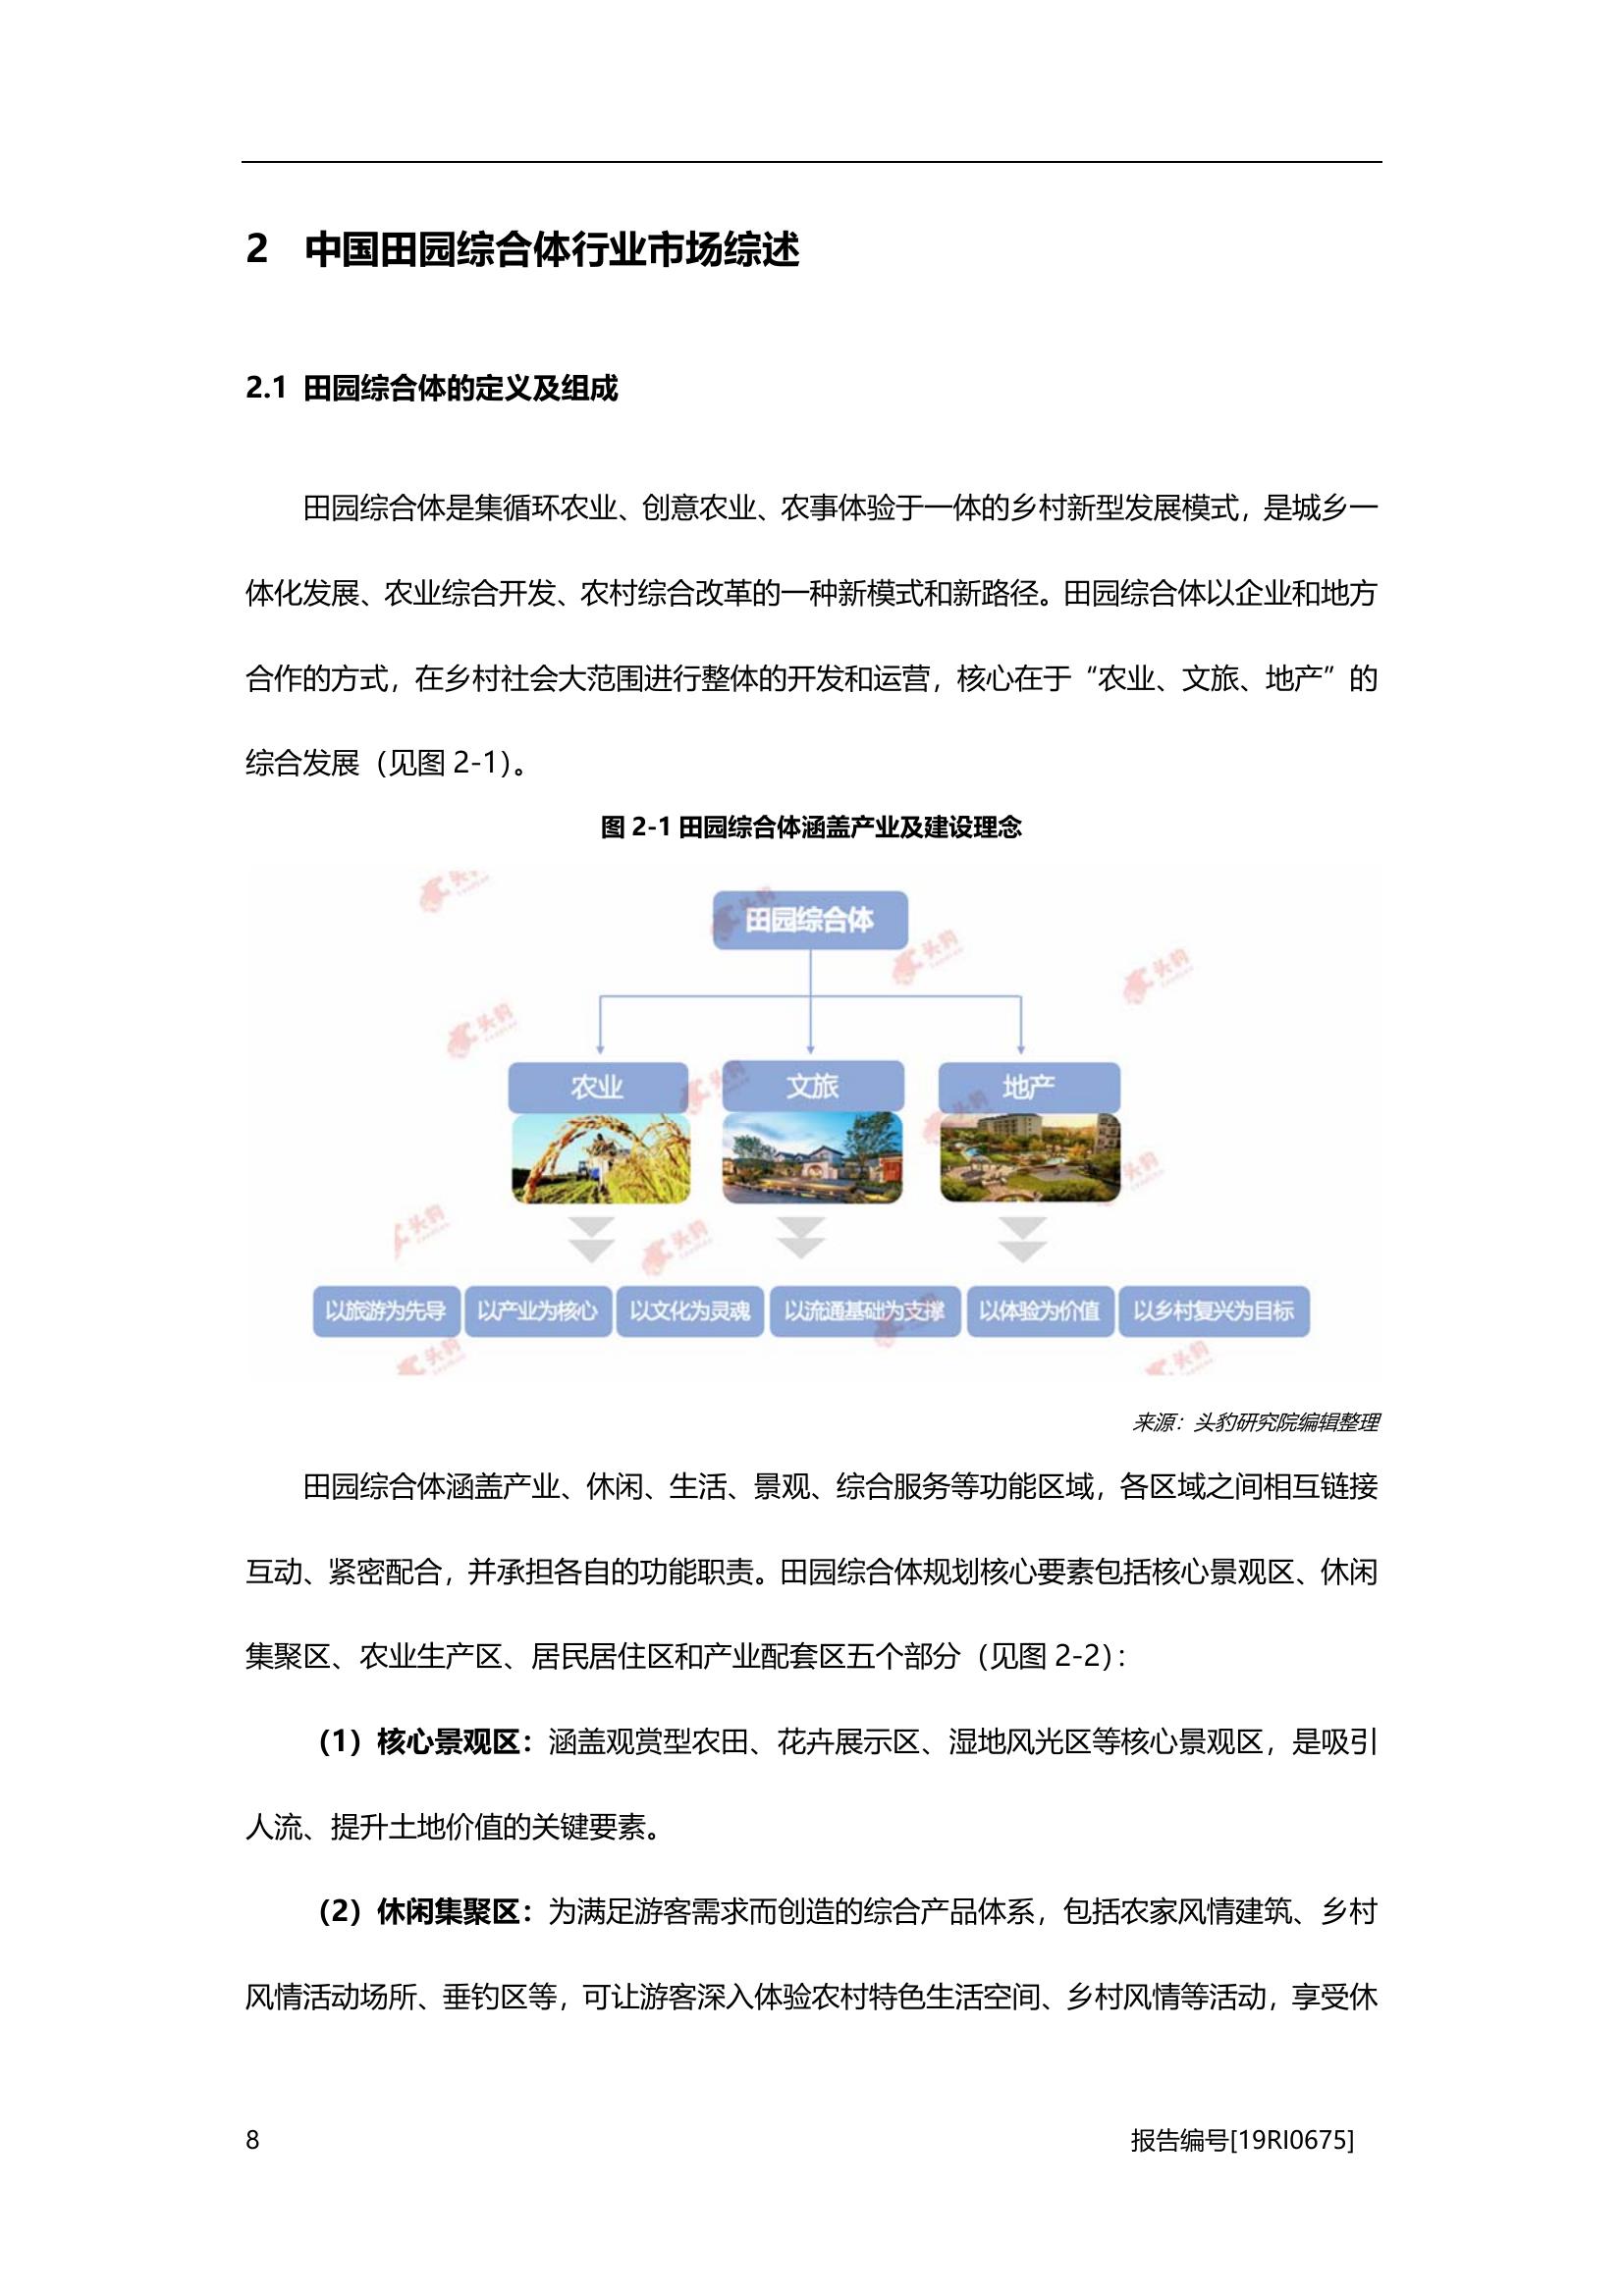 2 中国田园综合体行业市场综述
2.1 田园综合体的定义及组成
田园综合体是集循环农业、创意农业、农事体验于一体的乡村新型发展模式，是城乡一
体化发展、农业综合开发、农村综合改革的一种新模式和新路径。田园综合体以企业和地方
合作的方式，在乡村社会大范围进行整体的开发和运营，核心在于“农业、文旅、地产”的
综合发展（见图 2-1）。
图 2-1 田园综合体涵盖产业及建设理念
田园综合体
农业 文旅 地产
以旅游为先导 以产业为核心 以文化为灵魂 以流通基础为支撑 以体验为价值 以乡村复兴为目标
来源：头豹研究院编辑整理
田园综合体涵盖产业、休闲、生活、景观、综合服务等功能区域，各区域之间相互链接
互动、紧密配合，并承担各自的功能职责。田园综合体规划核心要素包括核心景观区、休闲
集聚区、农业生产区、居民居住区和产业配套区五个部分（见图 2-2）：
（1）核心景观区：涵盖观赏型农田、花卉展示区、湿地风光区等核心景观区，是吸引
人流、提升土地价值的关键要素。
（2）休闲集聚区：为满足游客需求而创造的综合产品体系，包括农家风情建筑、乡村
风情活动场所、垂钓区等，可让游客深入体验农村特色生活空间、乡村风情等活动，享受休
8 报告编号[19RI0675]